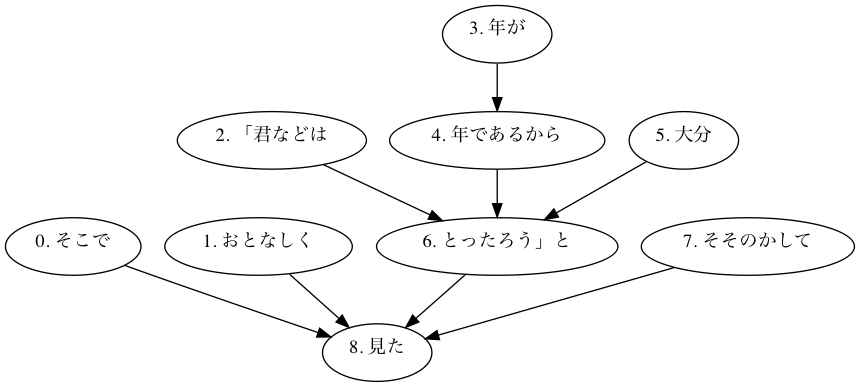 3. 年が
2. 「君などは
4. 年であるから
5. 大分
0. そこで
1. おとなしく
6. とったろう」と
7. そそのかして
8. 見た